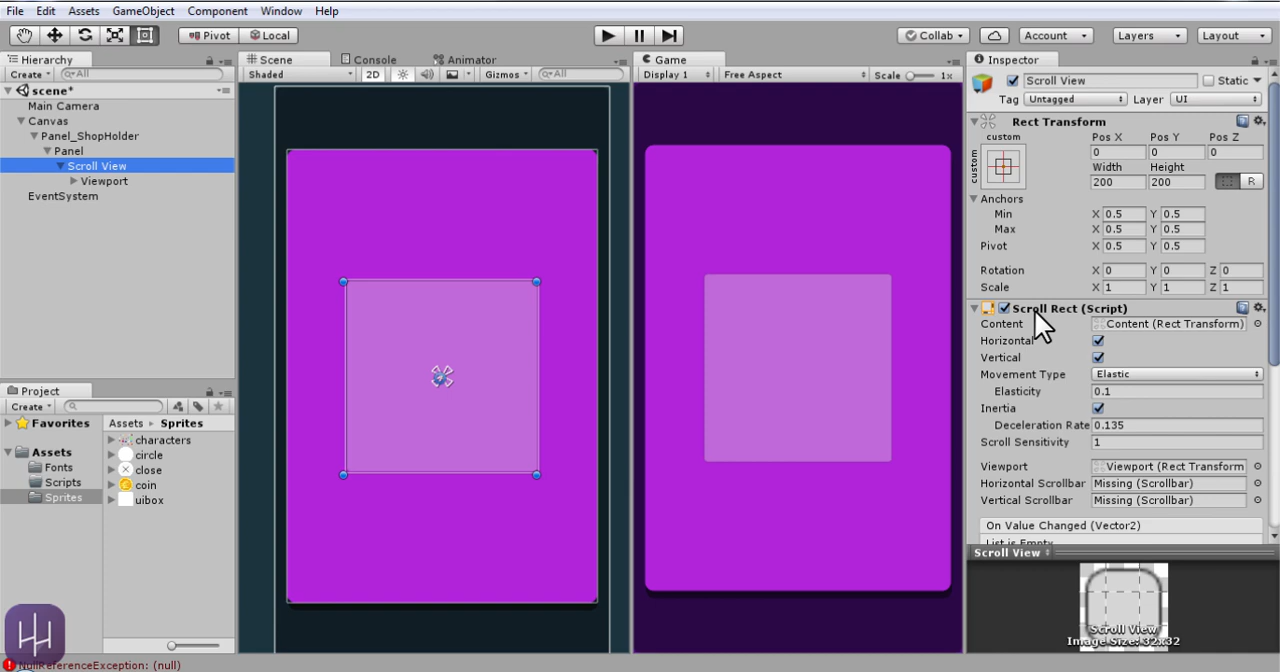 File Edit Assets GameObject Component Window Help
Pivot Local Collab Account Layers Layout
Hierarchy
Create All
scene*
Main Camera
Canvas
Panel_ShopHolder
Panel
Scroll View
Viewport
EventSystem
Project
Create
Favorites
Assets
Fonts
Scripts
Sprites
Assets Sprites
characters
circle
close
coin
uibox
Scene Console Animator
Shaded 2D Gizmos All
Game
Display 1 Free Aspect Scale 1x
Inspector
Scroll View Static
Tag Untagged Layer UI
Rect Transform
custom Pos X Pos Y Pos Z
custom 0 0 0
Width Height
200 200 R
Anchors
Min X 0.5 Y 0.5
Max X 0.5 Y 0.5
Pivot X 0.5 Y 0.5
Rotation X 0 Y 0 Z 0
Scale X 1 Y 1 Z 1
Scroll Rect (Script)
Content Content (Rect Transform)
Horizontal
Vertical
Movement Type Elastic
Elasticity 0.1
Inertia
Deceleration Rate 0.135
Scroll Sensitivity 1
Viewport Viewport (Rect Transform
Horizontal Scrollbar Missing (Scrollbar)
Vertical Scrollbar Missing (Scrollbar)
On Value Changed (Vector2)
List is Empty
Scroll View
Scroll View
Image Size: 32x32
NullReferenceException: (null)